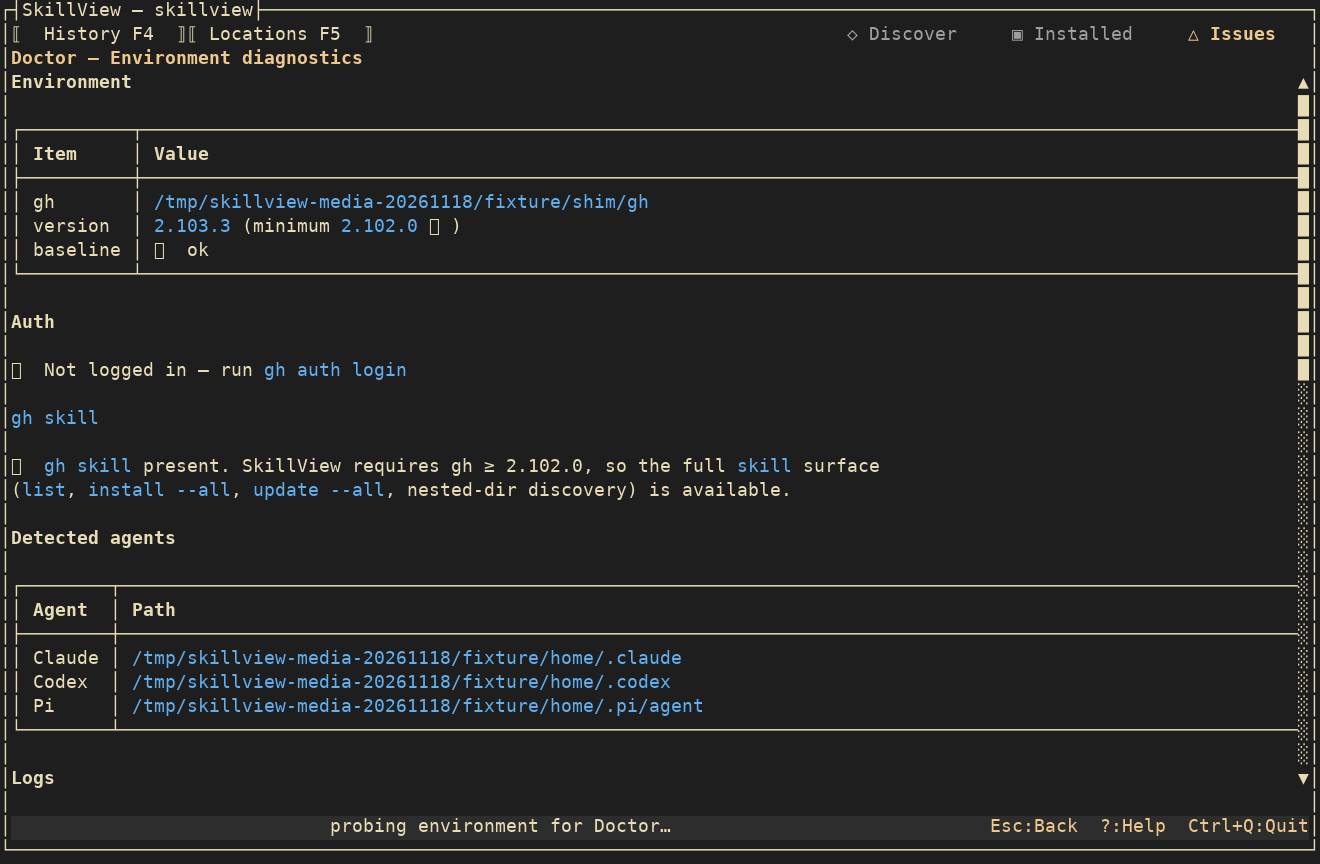 SkillView — skillview
⟦  History F4  ⟧⟦ Locations F5  ⟧ ◇ Discover ▣ Installed △ Issues
Doctor — Environment diagnostics
Environment
Item Value
gh /tmp/skillview-media-20261118/fixture/shim/gh
version 2.103.3 (minimum 2.102.0 )
baseline ok
Auth
Not logged in — run gh auth login
gh skill
gh skill present. SkillView requires gh ≥ 2.102.0, so the full skill surface
(list, install --all, update --all, nested-dir discovery) is available.
Detected agents
Agent Path
Claude /tmp/skillview-media-20261118/fixture/home/.claude
Codex /tmp/skillview-media-20261118/fixture/home/.codex
Pi /tmp/skillview-media-20261118/fixture/home/.pi/agent
Logs
probing environment for Doctor… Esc:Back ?:Help Ctrl+Q:Quit